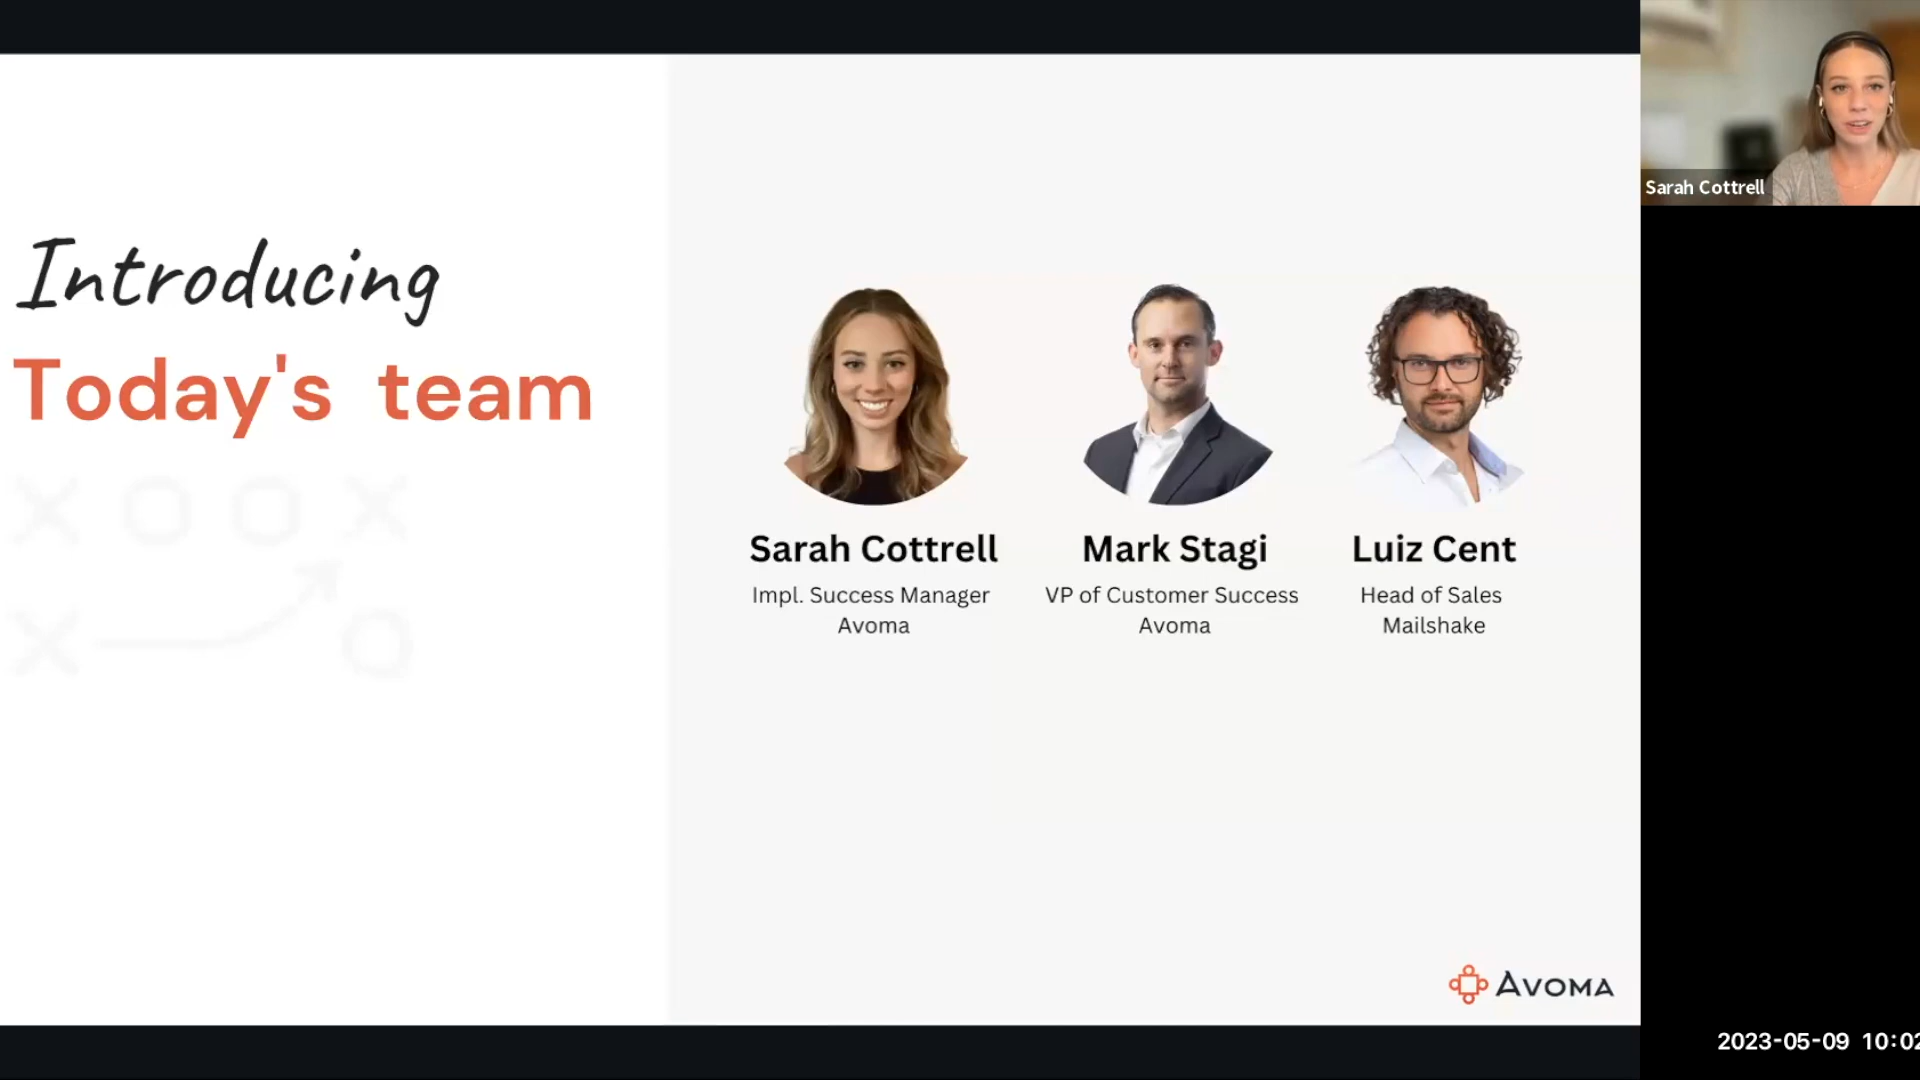 Introducing
Today's team
Sarah Cottrell
Impl. Success Manager
Avoma
Mark Stagi
VP of Customer Success
Avoma
Luiz Cent
Head of Sales
Mailshake
AVOMA
Sarah Cottrell
2023-05-09 10:02